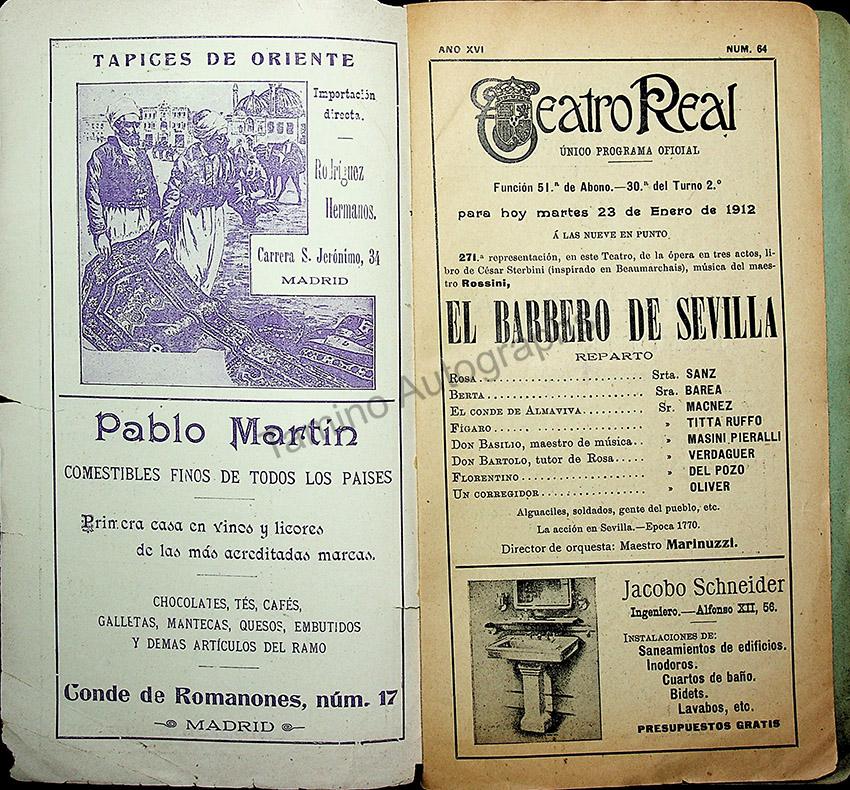 TAPICES DE ORIENTE
Importación
directa.
Rodríguez
Hermanos.
Carrera S. Jerónimo, 34
MADRID
Pablo Martín
COMESTIBLES FINOS DE TODOS LOS PAISES
Primera casa en vinos y licores
de las más acreditadas marcas.
CHOCOLATES, TÉS, CAFÉS,
GALLETAS, MANTECAS, QUESOS, EMBUTIDOS
Y DEMAS ARTÍCULOS DEL RAMO
Conde de Romanones, núm. 17
MADRID
AÑO XVI
NUM. 64
Teatro Real
ÚNICO PROGRAMA OFICIAL
Función 51.ª de Abono.—30.ª del Turno 2.º
para hoy martes 23 de Enero de 1912
Á LAS NUEVE EN PUNTO
271.ª representación, en este Teatro, de la ópera en tres actos, li-
bro de César Sterbini (inspirado en Beaumarchais), música del maes-
tro Rossini,
EL BARBERO DE SEVILLA
REPARTO
ROSA........................ Srta. SANZ
BERTA........................ Sra. BAREA
EL CONDE DE ALMAVIVA.......... Sr. MACNEZ
FÍGARO........................ » TITTA RUFFO
DON BASILIO, maestro de música.. » MASINI PIERALLI
DON BARTOLO, tutor de Rosa..... » VERDAGUER
FLORENTINO.................... » DEL POZO
UN CORREGIDOR................. » OLIVER
Alguaciles, soldados, gente del pueblo, etc.
La acción en Sevilla.—Epoca 1770.
Director de orquesta: Maestro Marinuzzi.
Jacobo Schneider
Ingeniero.—Alfonso XII, 56.
INSTALACIONES DE:
Saneamientos de edificios.
Inodoros.
Cuartos de baño.
Bidets.
Lavabos, etc.
PRESUPUESTOS GRATIS
Tamino Autographs